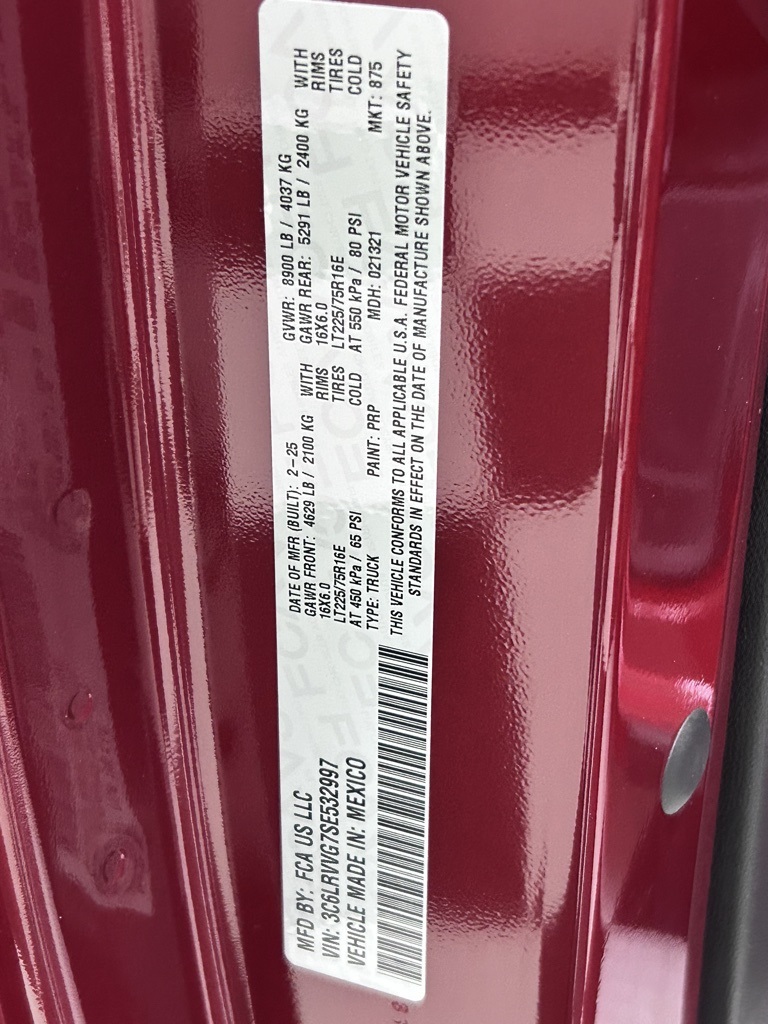 MFD BY: FCA US LLC
VIN: 3C6LRVVG7SE532997
VEHICLE MADE IN: MEXICO
DATE OF MFR (BUILT): 2-25 GVWR: 8900 LB / 4037 KG
GAWR FRONT: 4629 LB / 2100 KG WITH GAWR REAR: 5291 LB / 2400 KG WITH
16X6.0 RIMS 16X6.0 RIMS
LT225/75R16E TIRES LT225/75R16E TIRES
AT 450 kPa / 65 PSI COLD AT 550 kPa / 80 PSI COLD
TYPE: TRUCK PAINT: PRP MDH: 021321 MKT: 875
THIS VEHICLE CONFORMS TO ALL APPLICABLE U.S.A. FEDERAL MOTOR VEHICLE SAFETY
STANDARDS IN EFFECT ON THE DATE OF MANUFACTURE SHOWN ABOVE.